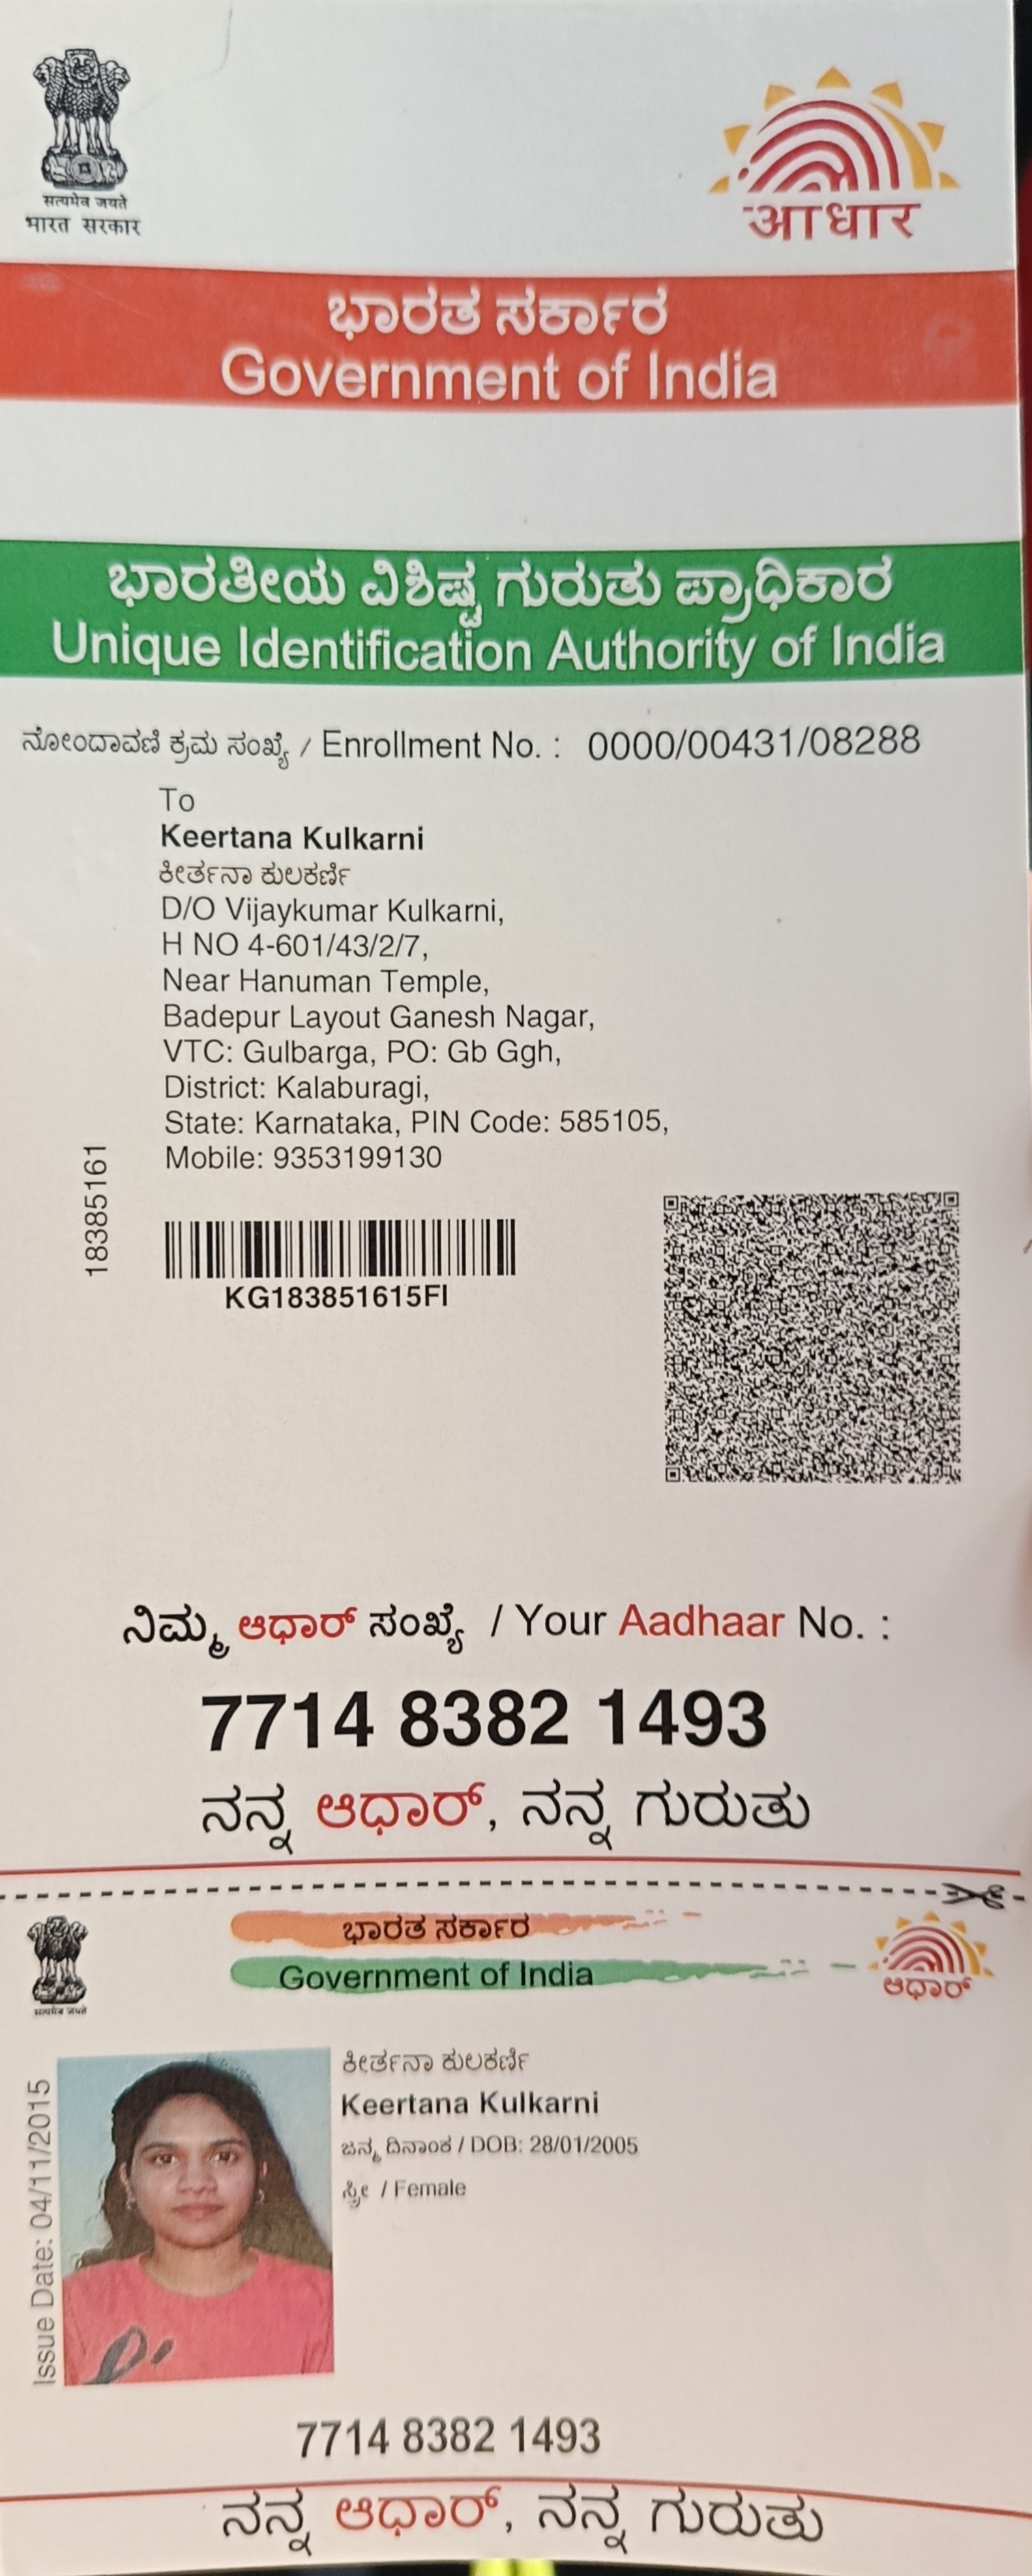 सत्यमेव जयते
भारत सरकार
आधार
ಭಾರತ ಸರ್ಕಾರ
Government of India
ಭಾರತೀಯ ವಿಶಿಷ್ಟ ಗುರುತು ಪ್ರಾಧಿಕಾರ
Unique Identification Authority of India
ನೋಂದಾವಣಿ ಕ್ರಮ ಸಂಖ್ಯೆ / Enrollment No. : 0000/00431/08288
To
Keertana Kulkarni
ಕೀರ್ತನಾ ಕುಲಕರ್ಣಿ
D/O Vijaykumar Kulkarni,
H NO 4-601/43/2/7,
Near Hanuman Temple,
Badepur Layout Ganesh Nagar,
VTC: Gulbarga, PO: Gb Ggh,
District: Kalaburagi,
State: Karnataka, PIN Code: 585105,
Mobile: 9353199130
18385161
KG183851615FI
ನಿಮ್ಮ ಆಧಾರ್ ಸಂಖ್ಯೆ / Your Aadhaar No. :
7714 8382 1493
ನನ್ನ ಆಧಾರ್, ನನ್ನ ಗುರುತು
सत्यमेव जयते
ಭಾರತ ಸರ್ಕಾರ
Government of India
ಆಧಾರ್
Issue Date: 04/11/2015
ಕೀರ್ತನಾ ಕುಲಕರ್ಣಿ
Keertana Kulkarni
ಜನ್ಮ ದಿನಾಂಕ / DOB: 28/01/2005
ಸ್ತ್ರೀ / Female
7714 8382 1493
ನನ್ನ ಆಧಾರ್, ನನ್ನ ಗುರುತು